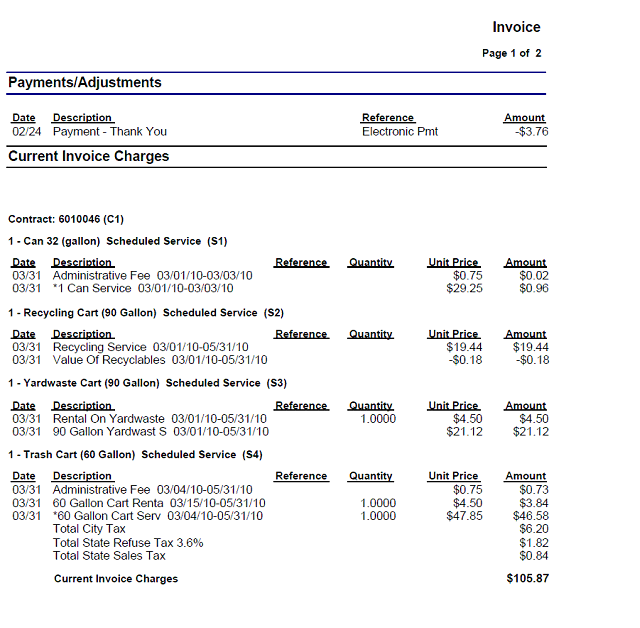 Invoice
Page 1 of 2
Payments/Adjustments
Date Description Reference Amount
02/24 Payment - Thank You Electronic Pmt -$3.76
Current Invoice Charges
Contract: 6010046 (C1)
1 - Can 32 (gallon) Scheduled Service (S1)
Date Description Reference Quantity Unit Price Amount
03/31 Administrative Fee 03/01/10-03/03/10 $0.75 $0.02
03/31 *1 Can Service 03/01/10-03/03/10 $29.25 $0.96
1 - Recycling Cart (90 Gallon) Scheduled Service (S2)
Date Description Reference Quantity Unit Price Amount
03/31 Recycling Service 03/01/10-05/31/10 $19.44 $19.44
03/31 Value Of Recyclables 03/01/10-05/31/10 -$0.18 -$0.18
1 - Yardwaste Cart (90 Gallon) Scheduled Service (S3)
Date Description Reference Quantity Unit Price Amount
03/31 Rental On Yardwaste 03/01/10-05/31/10 1.0000 $4.50 $4.50
03/31 90 Gallon Yardwast S 03/01/10-05/31/10 $21.12 $21.12
1 - Trash Cart (60 Gallon) Scheduled Service (S4)
Date Description Reference Quantity Unit Price Amount
03/31 Administrative Fee 03/04/10-05/31/10 $0.75 $0.73
03/31 60 Gallon Cart Renta 03/15/10-05/31/10 1.0000 $4.50 $3.84
03/31 *60 Gallon Cart Serv 03/04/10-05/31/10 1.0000 $47.85 $46.58
Total City Tax $6.20
Total State Refuse Tax 3.6% $1.82
Total State Sales Tax $0.84
Current Invoice Charges $105.87